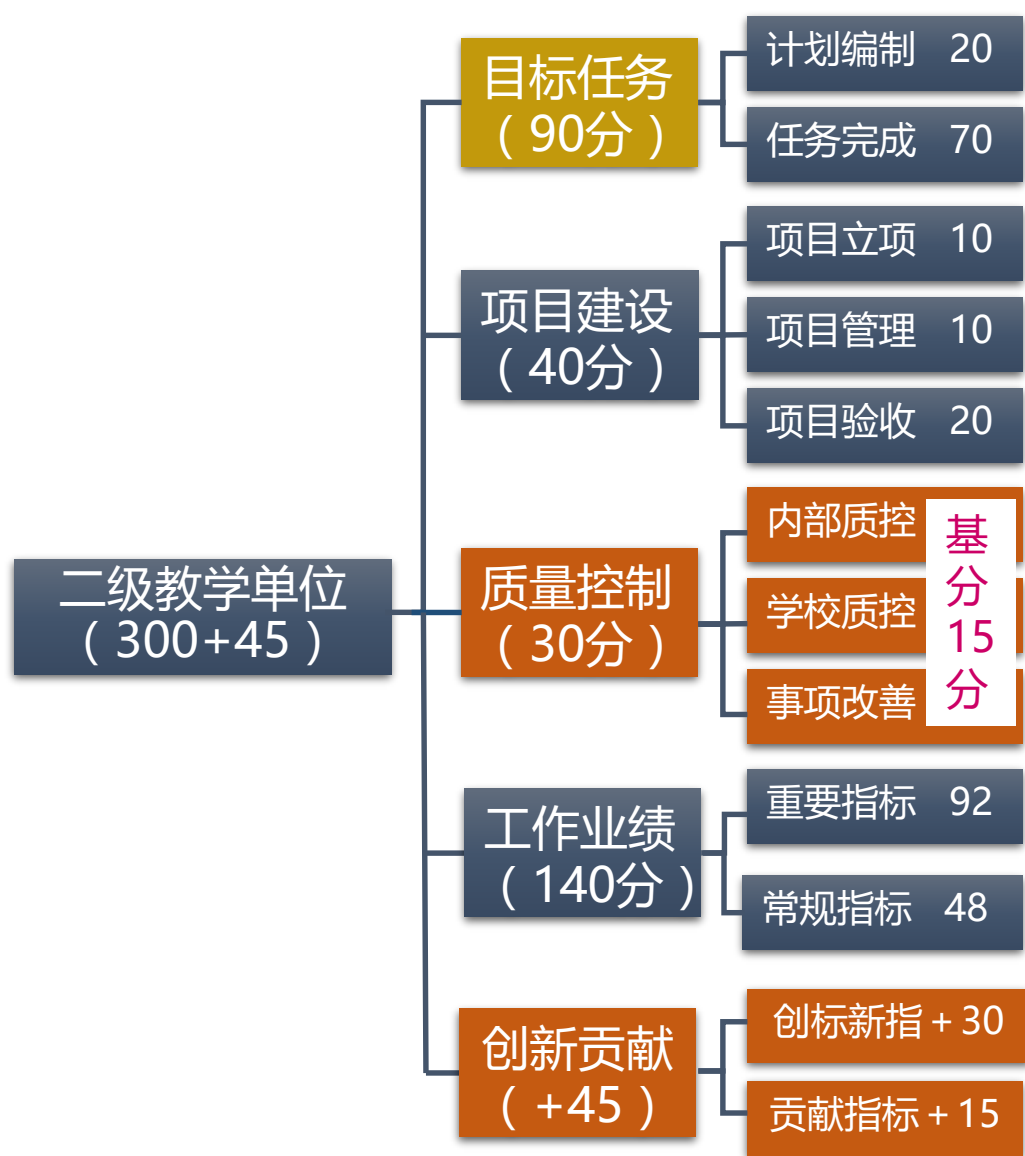 二级教学单位
（300+45）
目标任务
（90分）
计划编制 20
任务完成 70
项目建设
（40分）
项目立项 10
项目管理 10
项目验收 20
质量控制
（30分）
内部质控
学校质控
事项改善
基
分
15
分
工作业绩
（140分）
重要指标 92
常规指标 48
创新贡献
（+45）
创标新指 + 30
贡献指标 + 15